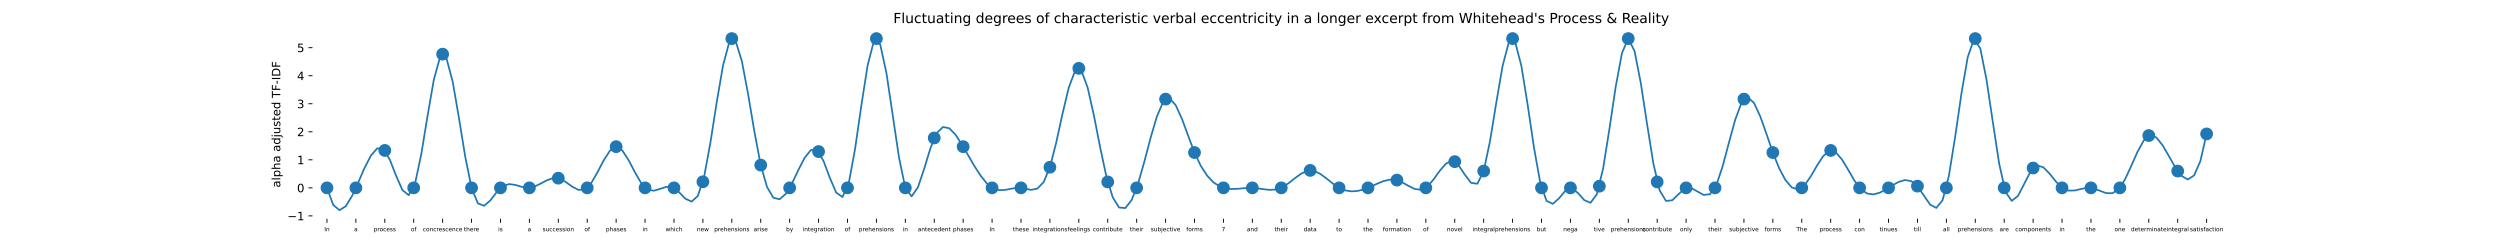 Fluctuating degrees of characteristic verbal eccentricity in a longer excerpt from Whitehead's Process & Reality
alpha adjusted TF-IDF
5
4
3
2
1
0
−1
In a process of concrescence there is a succession of phases in which new prehensions arise by integration of prehensions in antecedent phases In these integrations feelings contribute their subjective forms 7 and their data to the formation of novel integral prehensions but nega tive prehensions contribute only their subjective forms The process con tinues till all prehensions are components in the one determinate integral satisfaction